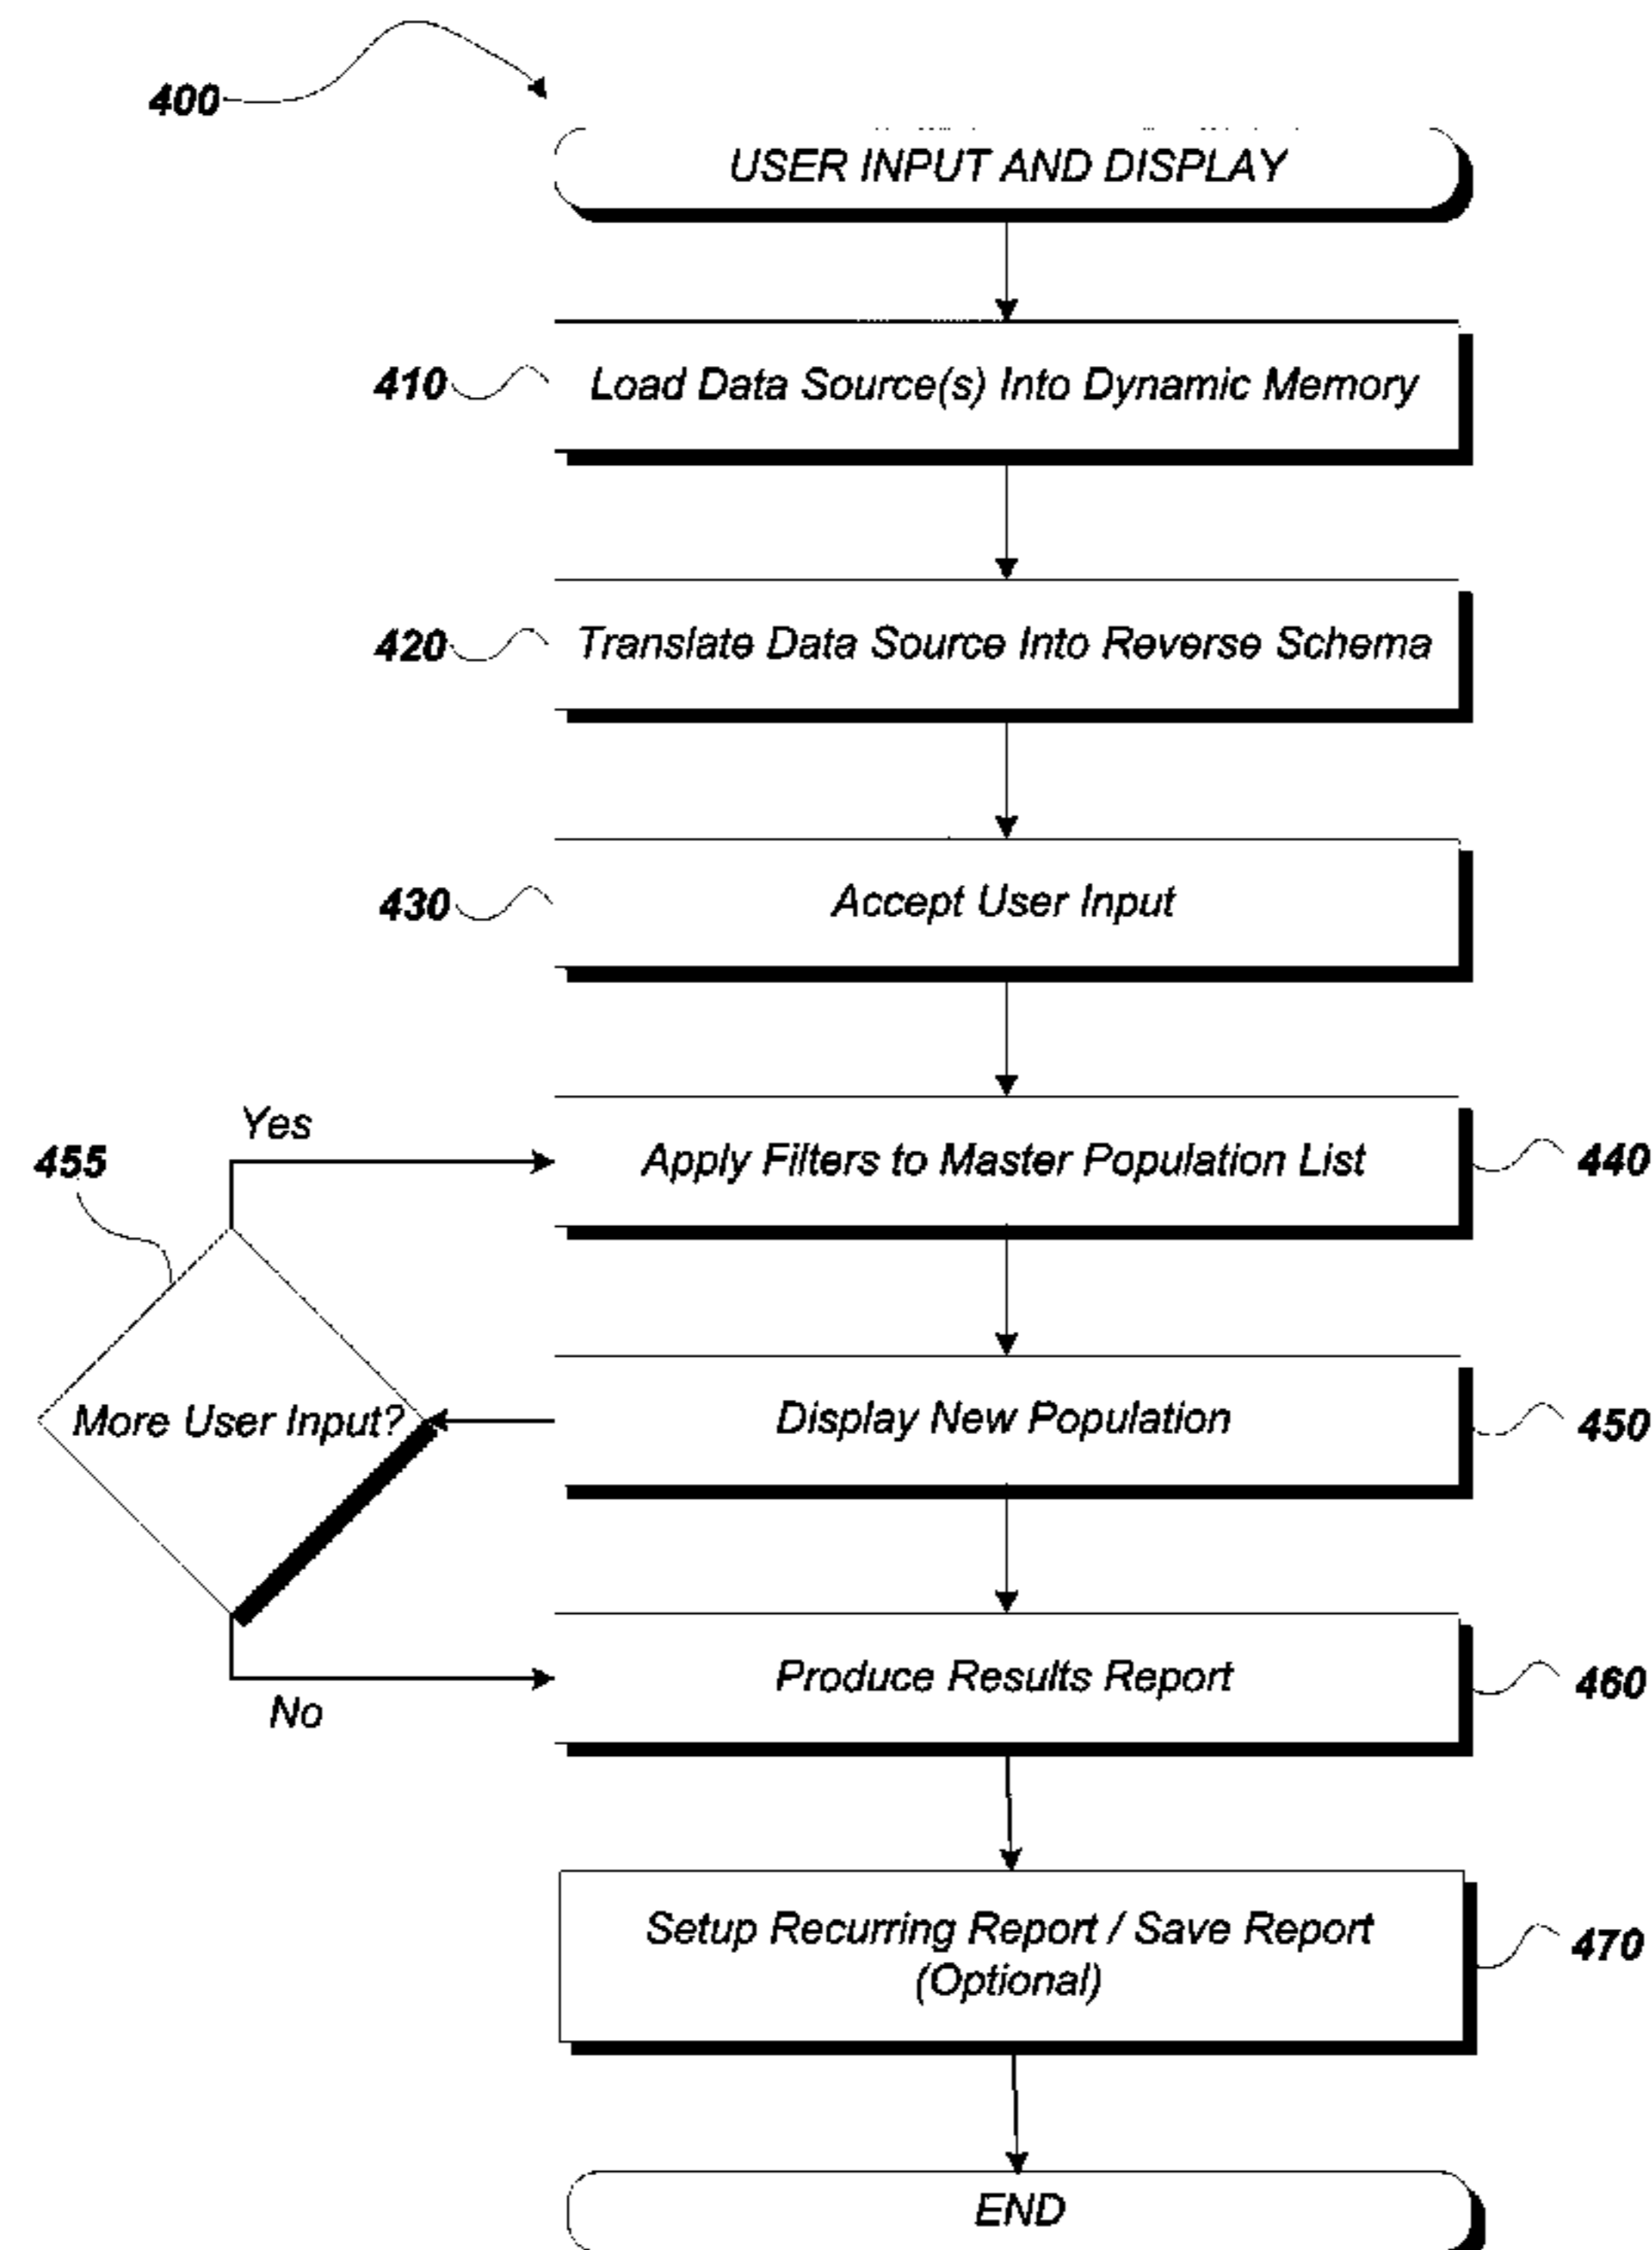 400
USER INPUT AND DISPLAY
410
Load Data Source(s) Into Dynamic Memory
420
Translate Data Source Into Reverse Schema
430
Accept User Input
Yes
455
Apply Filters to Master Population List
440
More User Input?
Display New Population
450
Produce Results Report
460
No
Setup Recurring Report / Save Report
(Optional)
470
END